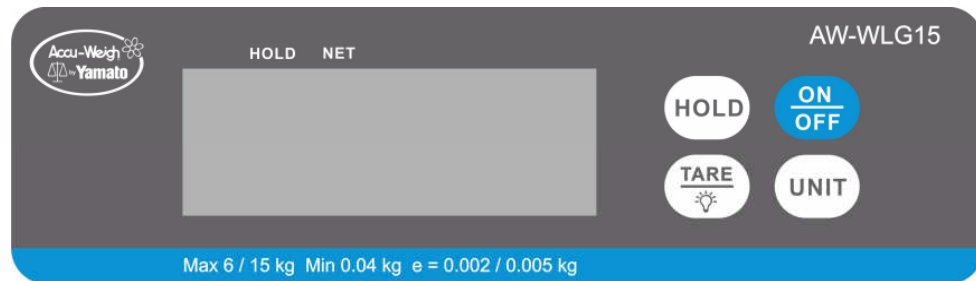 Accu-Weigh
by Yamato
HOLD NET
AW-WLG15
HOLD
ON
OFF
TARE
UNIT
Max 6 / 15 kg Min 0.04 kg e = 0.002 / 0.005 kg